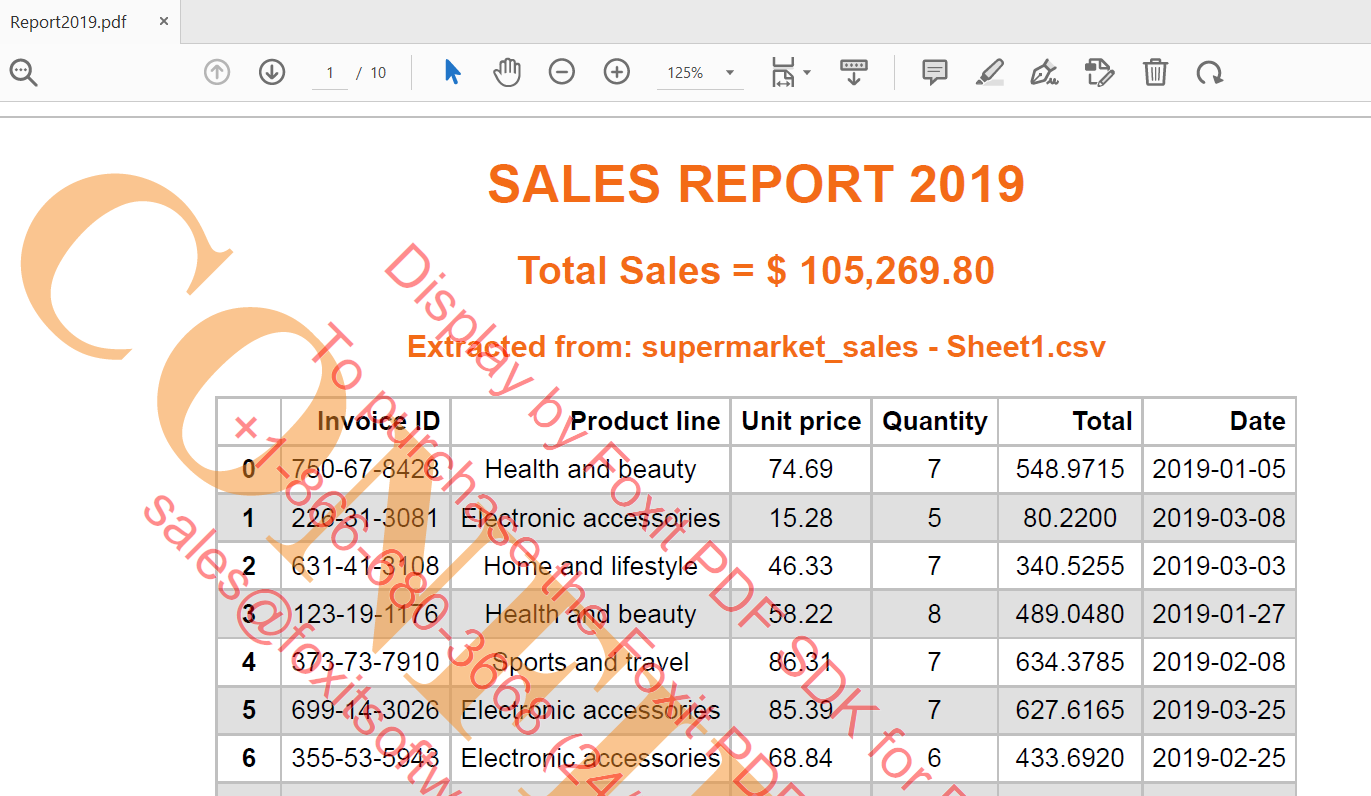 Report2019.pdf ×
1 / 10 125%
SALES REPORT 2019
Total Sales = $ 105,269.80
Extracted from: supermarket_sales - Sheet1.csv
Invoice ID Product line Unit price Quantity Total Date
0 750-67-8428 Health and beauty 74.69 7 548.9715 2019-01-05
1 226-31-3081 Electronic accessories 15.28 5 80.2200 2019-03-08
2 631-41-3108 Home and lifestyle 46.33 7 340.5255 2019-03-03
3 123-19-1176 Health and beauty 58.22 8 489.0480 2019-01-27
4 373-73-7910 Sports and travel 86.31 7 634.3785 2019-02-08
5 699-14-3026 Electronic accessories 85.39 7 627.6165 2019-03-25
6 355-53-5943 Electronic accessories 68.84 6 433.6920 2019-02-25
Display by Foxit PDF SDK for
To purchase the Foxit PDF
+1-866-680-3668 (24/
sales@foxitsoftw
CONFI